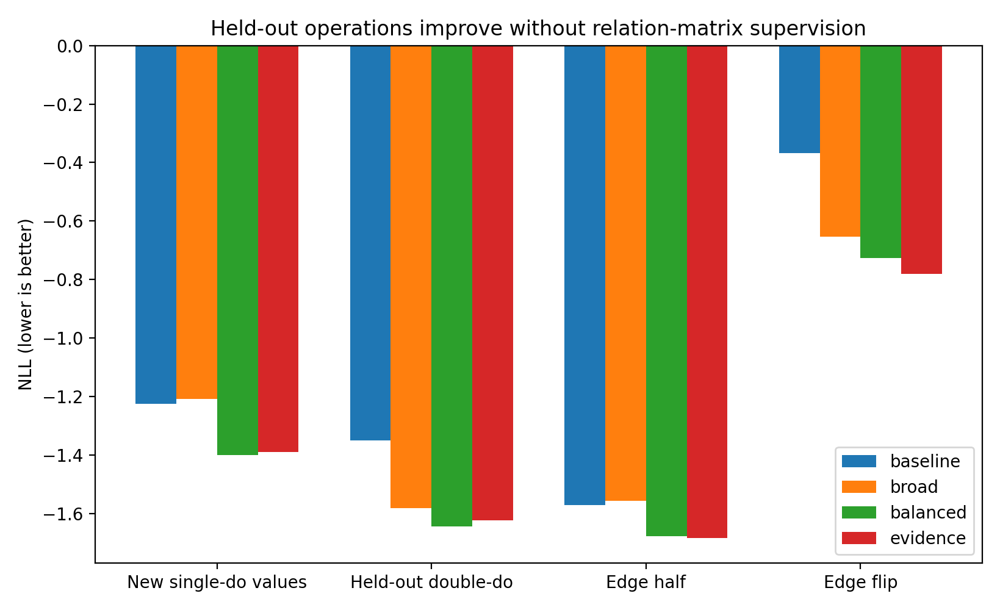 Held-out operations improve without relation-matrix supervision
NLL (lower is better)
0.0
−0.2
−0.4
−0.6
−0.8
−1.0
−1.2
−1.4
−1.6
New single-do values
Held-out double-do
Edge half
Edge flip
baseline
broad
balanced
evidence